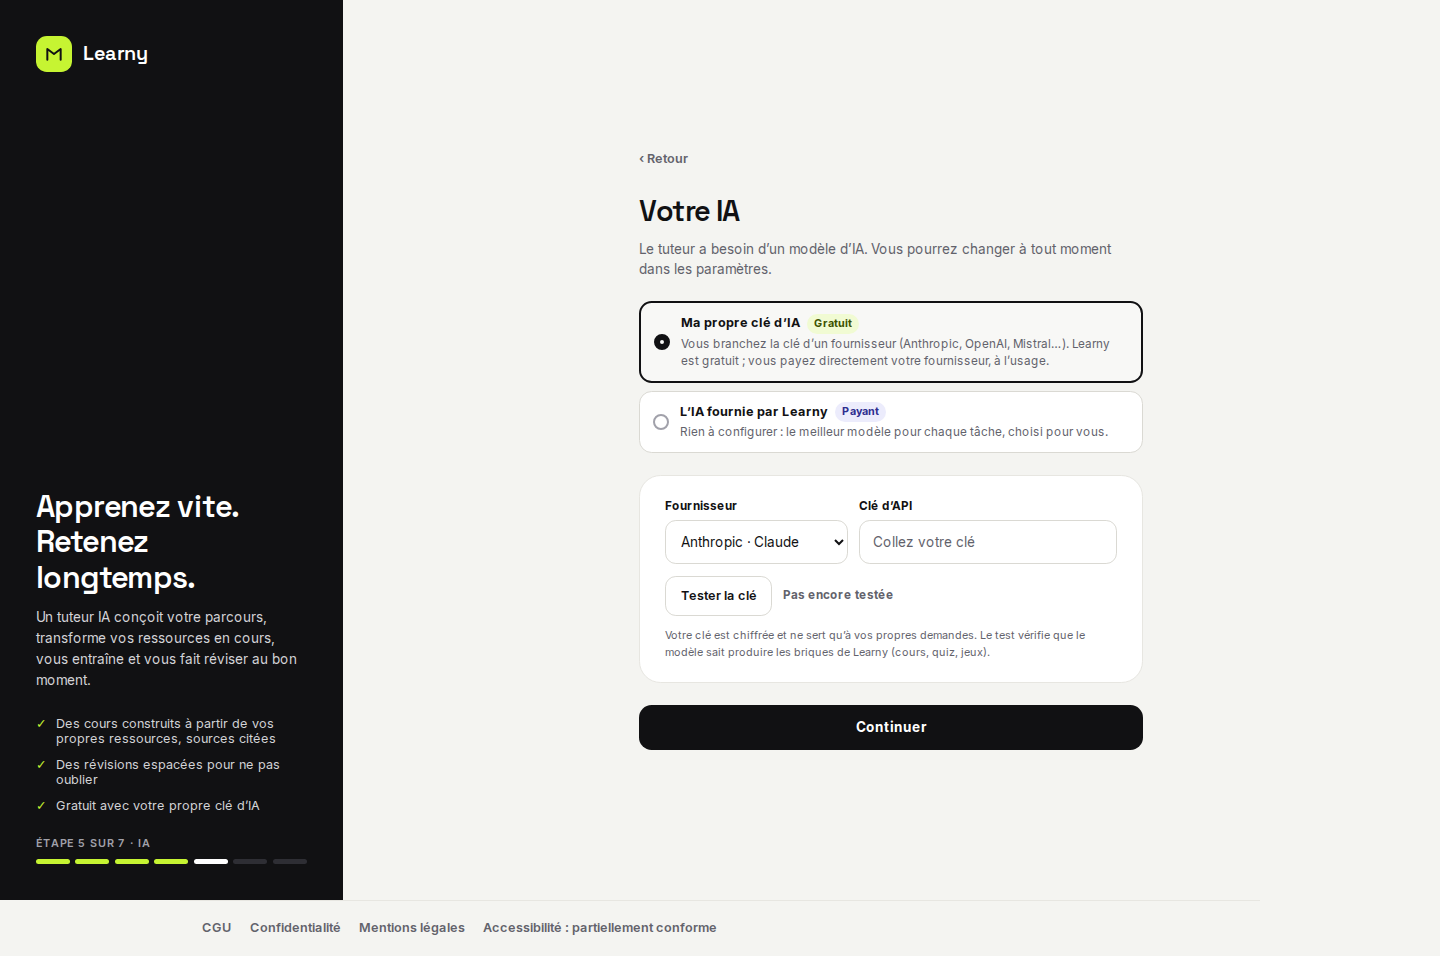 Learny
Apprenez vite.
Retenez
longtemps.
Un tuteur IA conçoit votre parcours,
transforme vos ressources en cours,
vous entraîne et vous fait réviser au bon
moment.
✓ Des cours construits à partir de vos
propres ressources, sources citées
✓ Des révisions espacées pour ne pas
oublier
✓ Gratuit avec votre propre clé d’IA
ÉTAPE 5 SUR 7 · IA
‹ Retour
Votre IA
Le tuteur a besoin d’un modèle d’IA. Vous pourrez changer à tout moment
dans les paramètres.
Ma propre clé d’IA Gratuit
Vous branchez la clé d’un fournisseur (Anthropic, OpenAI, Mistral…). Learny
est gratuit ; vous payez directement votre fournisseur, à l’usage.
L’IA fournie par Learny Payant
Rien à configurer : le meilleur modèle pour chaque tâche, choisi pour vous.
Fournisseur Clé d’API
Anthropic · Claude Collez votre clé
Tester la clé Pas encore testée
Votre clé est chiffrée et ne sert qu’à vos propres demandes. Le test vérifie que le
modèle sait produire les briques de Learny (cours, quiz, jeux).
Continuer
CGU Confidentialité Mentions légales Accessibilité : partiellement conforme